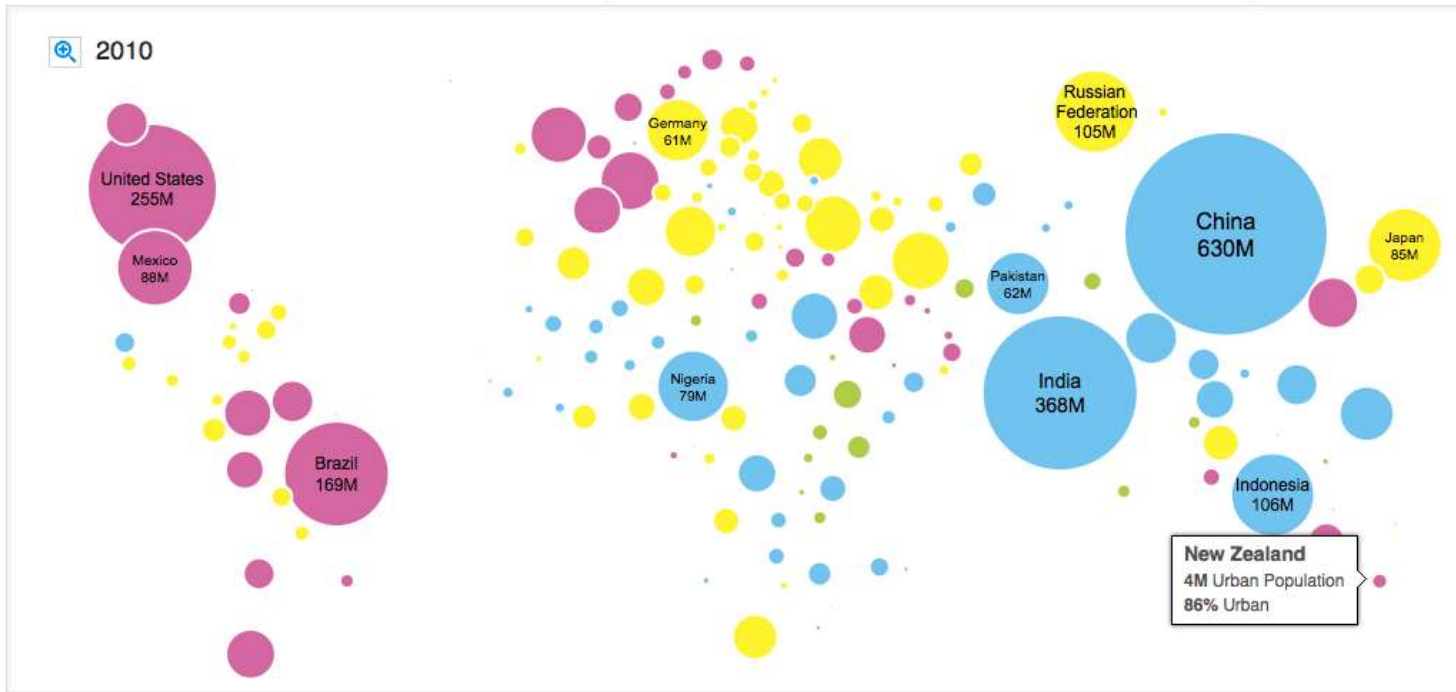 2010
United States
255M
Mexico
88M
Brazil
169M
Germany
61M
Nigeria
79M
Russian
Federation
105M
China
630M
Japan
85M
Pakistan
62M
India
368M
Indonesia
106M
New Zealand
4M Urban Population
86% Urban